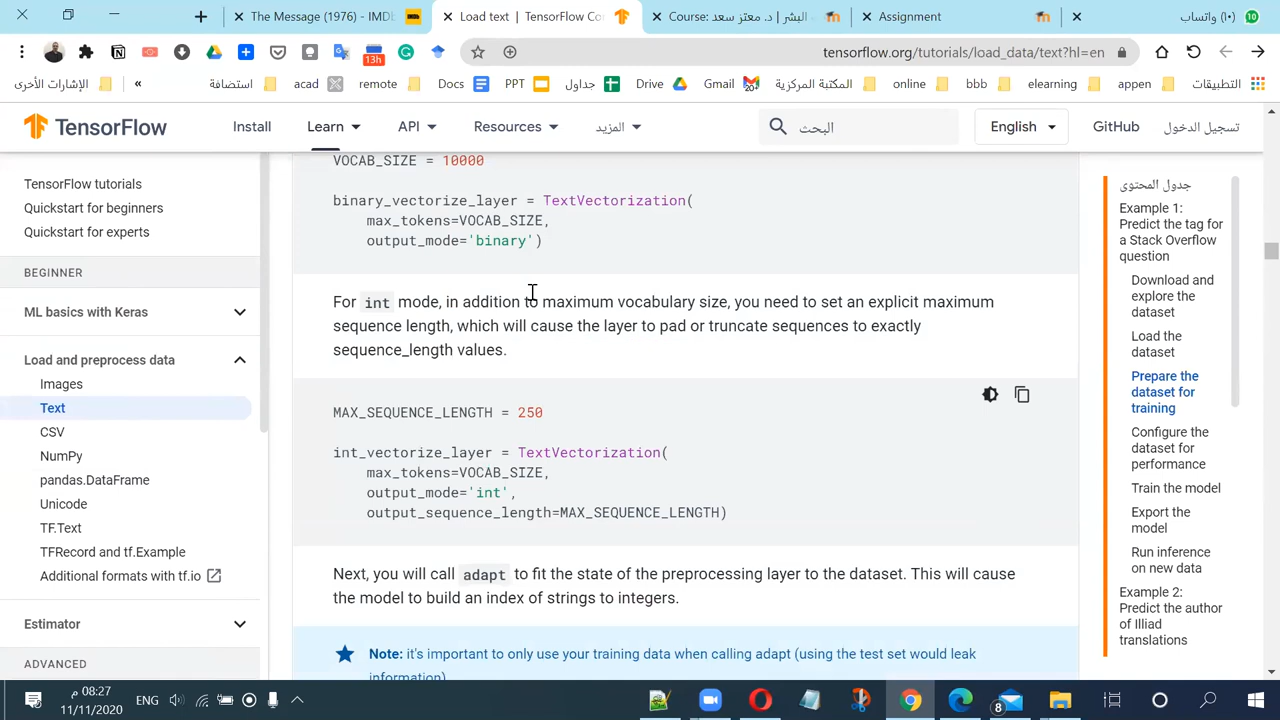 The Message (1976) - IMDb
Load text | TensorFlow Co
Course: د. معتز سعد | البشر
Assignment
(١٠) واتساب
10
13h
tensorflow.org/tutorials/load_data/text?hl=en
الإشارات الأخرى
»
استضافة
acad
remote
Docs
PPT
جداول
Drive
Gmail
المكتبة المركزية
online
bbb
elearning
appen
التطبيقات
TensorFlow
Install
Learn
API
Resources
المزيد
البحث
English
GitHub
تسجيل الدخول
TensorFlow tutorials
Quickstart for beginners
Quickstart for experts
BEGINNER
ML basics with Keras
Load and preprocess data
Images
Text
CSV
NumPy
pandas.DataFrame
Unicode
TF.Text
TFRecord and tf.Example
Additional formats with tf.io
Estimator
ADVANCED
VOCAB_SIZE = 10000
binary_vectorize_layer = TextVectorization(
max_tokens=VOCAB_SIZE,
output_mode='binary')
For int mode, in addition to maximum vocabulary size, you need to set an explicit maximum
sequence length, which will cause the layer to pad or truncate sequences to exactly
sequence_length values.
MAX_SEQUENCE_LENGTH = 250
int_vectorize_layer = TextVectorization(
max_tokens=VOCAB_SIZE,
output_mode='int',
output_sequence_length=MAX_SEQUENCE_LENGTH)
Next, you will call adapt to fit the state of the preprocessing layer to the dataset. This will cause
the model to build an index of strings to integers.
Note: it's important to only use your training data when calling adapt (using the test set would leak
information)
جدول المحتوى
Example 1:
Predict the tag for
a Stack Overflow
question
Download and
explore the
dataset
Load the
dataset
Prepare the
dataset for
training
Configure the
dataset for
performance
Train the model
Export the
model
Run inference
on new data
Example 2:
Predict the author
of Illiad
translations
08:27 م
11/11/2020
ENG
8